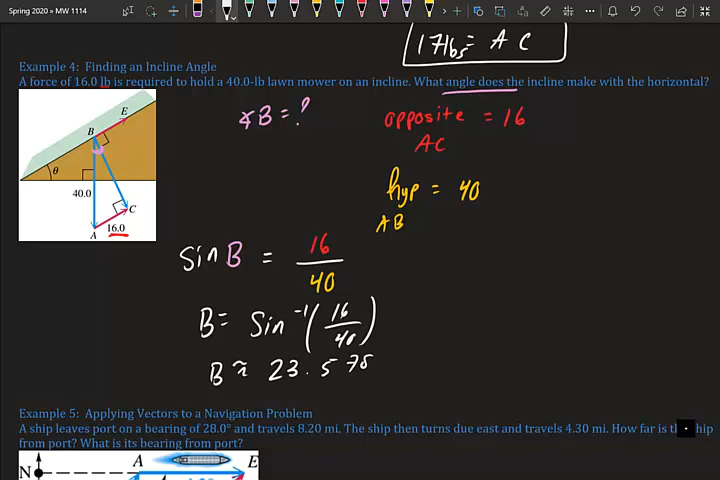 Spring 2020 » MW 1114
17lbs = AC
Example 4: Finding an Incline Angle
A force of 16.0 lb is required to hold a 40.0-lb lawn mower on an incline. What angle does the incline make with the horizontal?
E
B
θ
40.0
C
A
16.0
∡B = ?
opposite = 16
AC
hyp = 40
AB
Sin B = 16/40
B = Sin⁻¹(16/40)
B ≈ 23.578
Example 5: Applying Vectors to a Navigation Problem
A ship leaves port on a bearing of 28.0° and travels 8.20 mi. The ship then turns due east and travels 4.30 mi. How far is the hip
from port? What is its bearing from port?
N
A
E